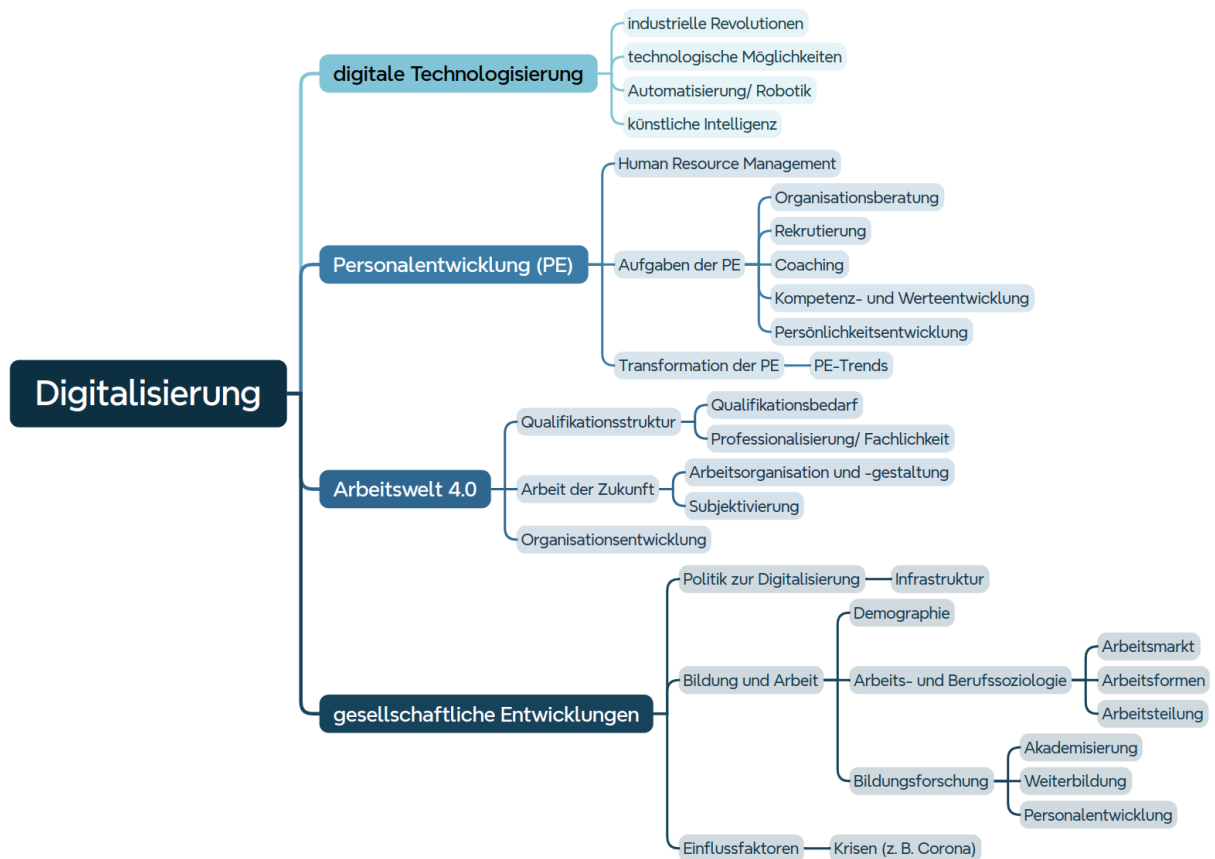 Digitalisierung
digitale Technologisierung
industrielle Revolutionen
technologische Möglichkeiten
Automatisierung/ Robotik
künstliche Intelligenz
Personalentwicklung (PE)
Human Resource Management
Aufgaben der PE
Organisationsberatung
Rekrutierung
Coaching
Kompetenz- und Werteentwicklung
Persönlichkeitsentwicklung
Transformation der PE
PE-Trends
Arbeitswelt 4.0
Qualifikationsstruktur
Qualifikationsbedarf
Professionalisierung/ Fachlichkeit
Arbeit der Zukunft
Arbeitsorganisation und -gestaltung
Subjektivierung
Organisationsentwicklung
gesellschaftliche Entwicklungen
Politik zur Digitalisierung
Infrastruktur
Bildung und Arbeit
Demographie
Arbeits- und Berufssoziologie
Arbeitsmarkt
Arbeitsformen
Arbeitsteilung
Bildungsforschung
Akademisierung
Weiterbildung
Personalentwicklung
Einflussfaktoren
Krisen (z. B. Corona)